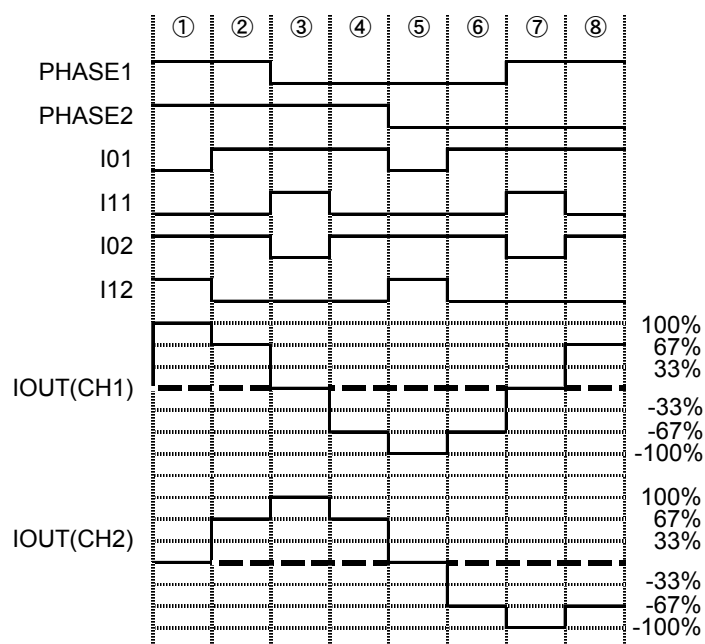 ① ② ③ ④ ⑤ ⑥ ⑦ ⑧
PHASE1
PHASE2
I01
I11
I02
I12
100%
67%
33%
IOUT(CH1)
-33%
-67%
-100%
100%
67%
33%
IOUT(CH2)
-33%
-67%
-100%